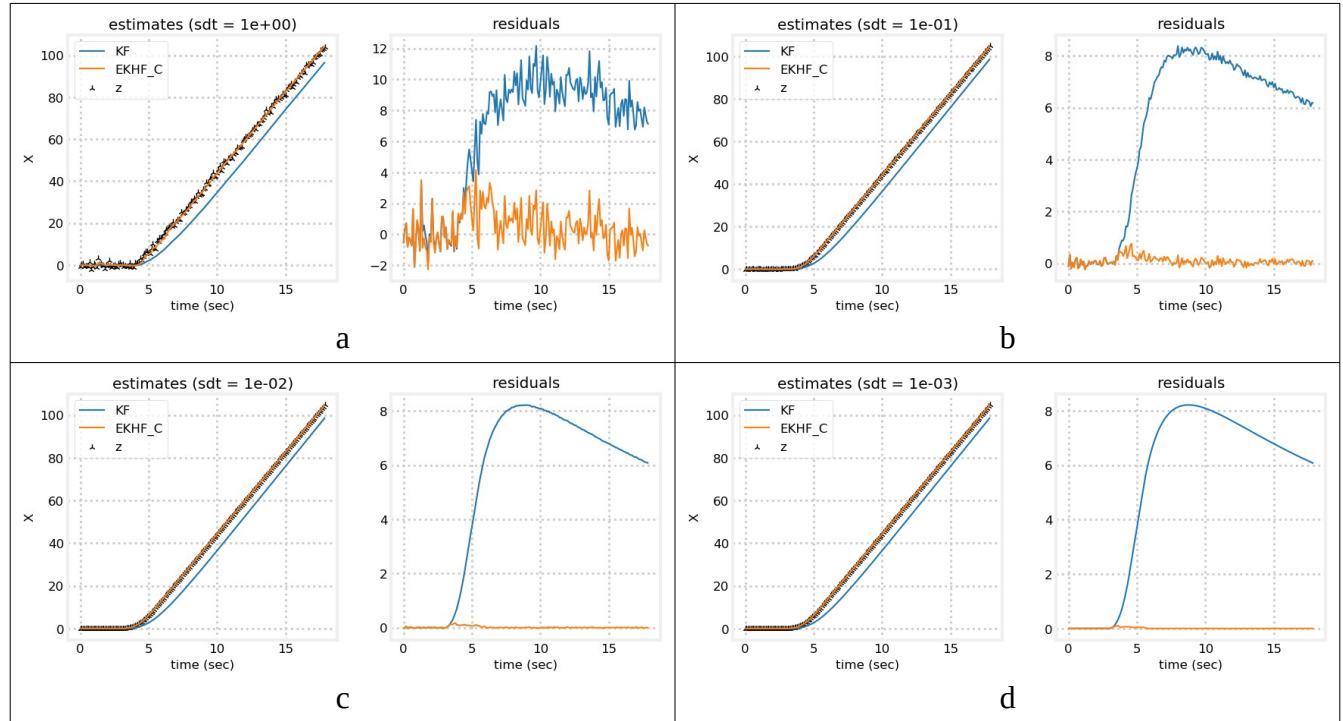 estimates (sdt = 1e+00)
residuals
KF
EKHF_C
z
X
100
80
60
40
20
0
0 5 10 15
time (sec)
12
10
8
6
4
2
0
−2
0 5 10 15
time (sec)
a
estimates (sdt = 1e-01)
residuals
KF
EKHF_C
z
X
100
80
60
40
20
0
0 5 10 15
time (sec)
8
6
4
2
0
0 5 10 15
time (sec)
b
estimates (sdt = 1e-02)
residuals
KF
EKHF_C
z
X
100
80
60
40
20
0
0 5 10 15
time (sec)
8
6
4
2
0
0 5 10 15
time (sec)
c
estimates (sdt = 1e-03)
residuals
KF
EKHF_C
z
X
100
80
60
40
20
0
0 5 10 15
time (sec)
8
6
4
2
0
0 5 10 15
time (sec)
d